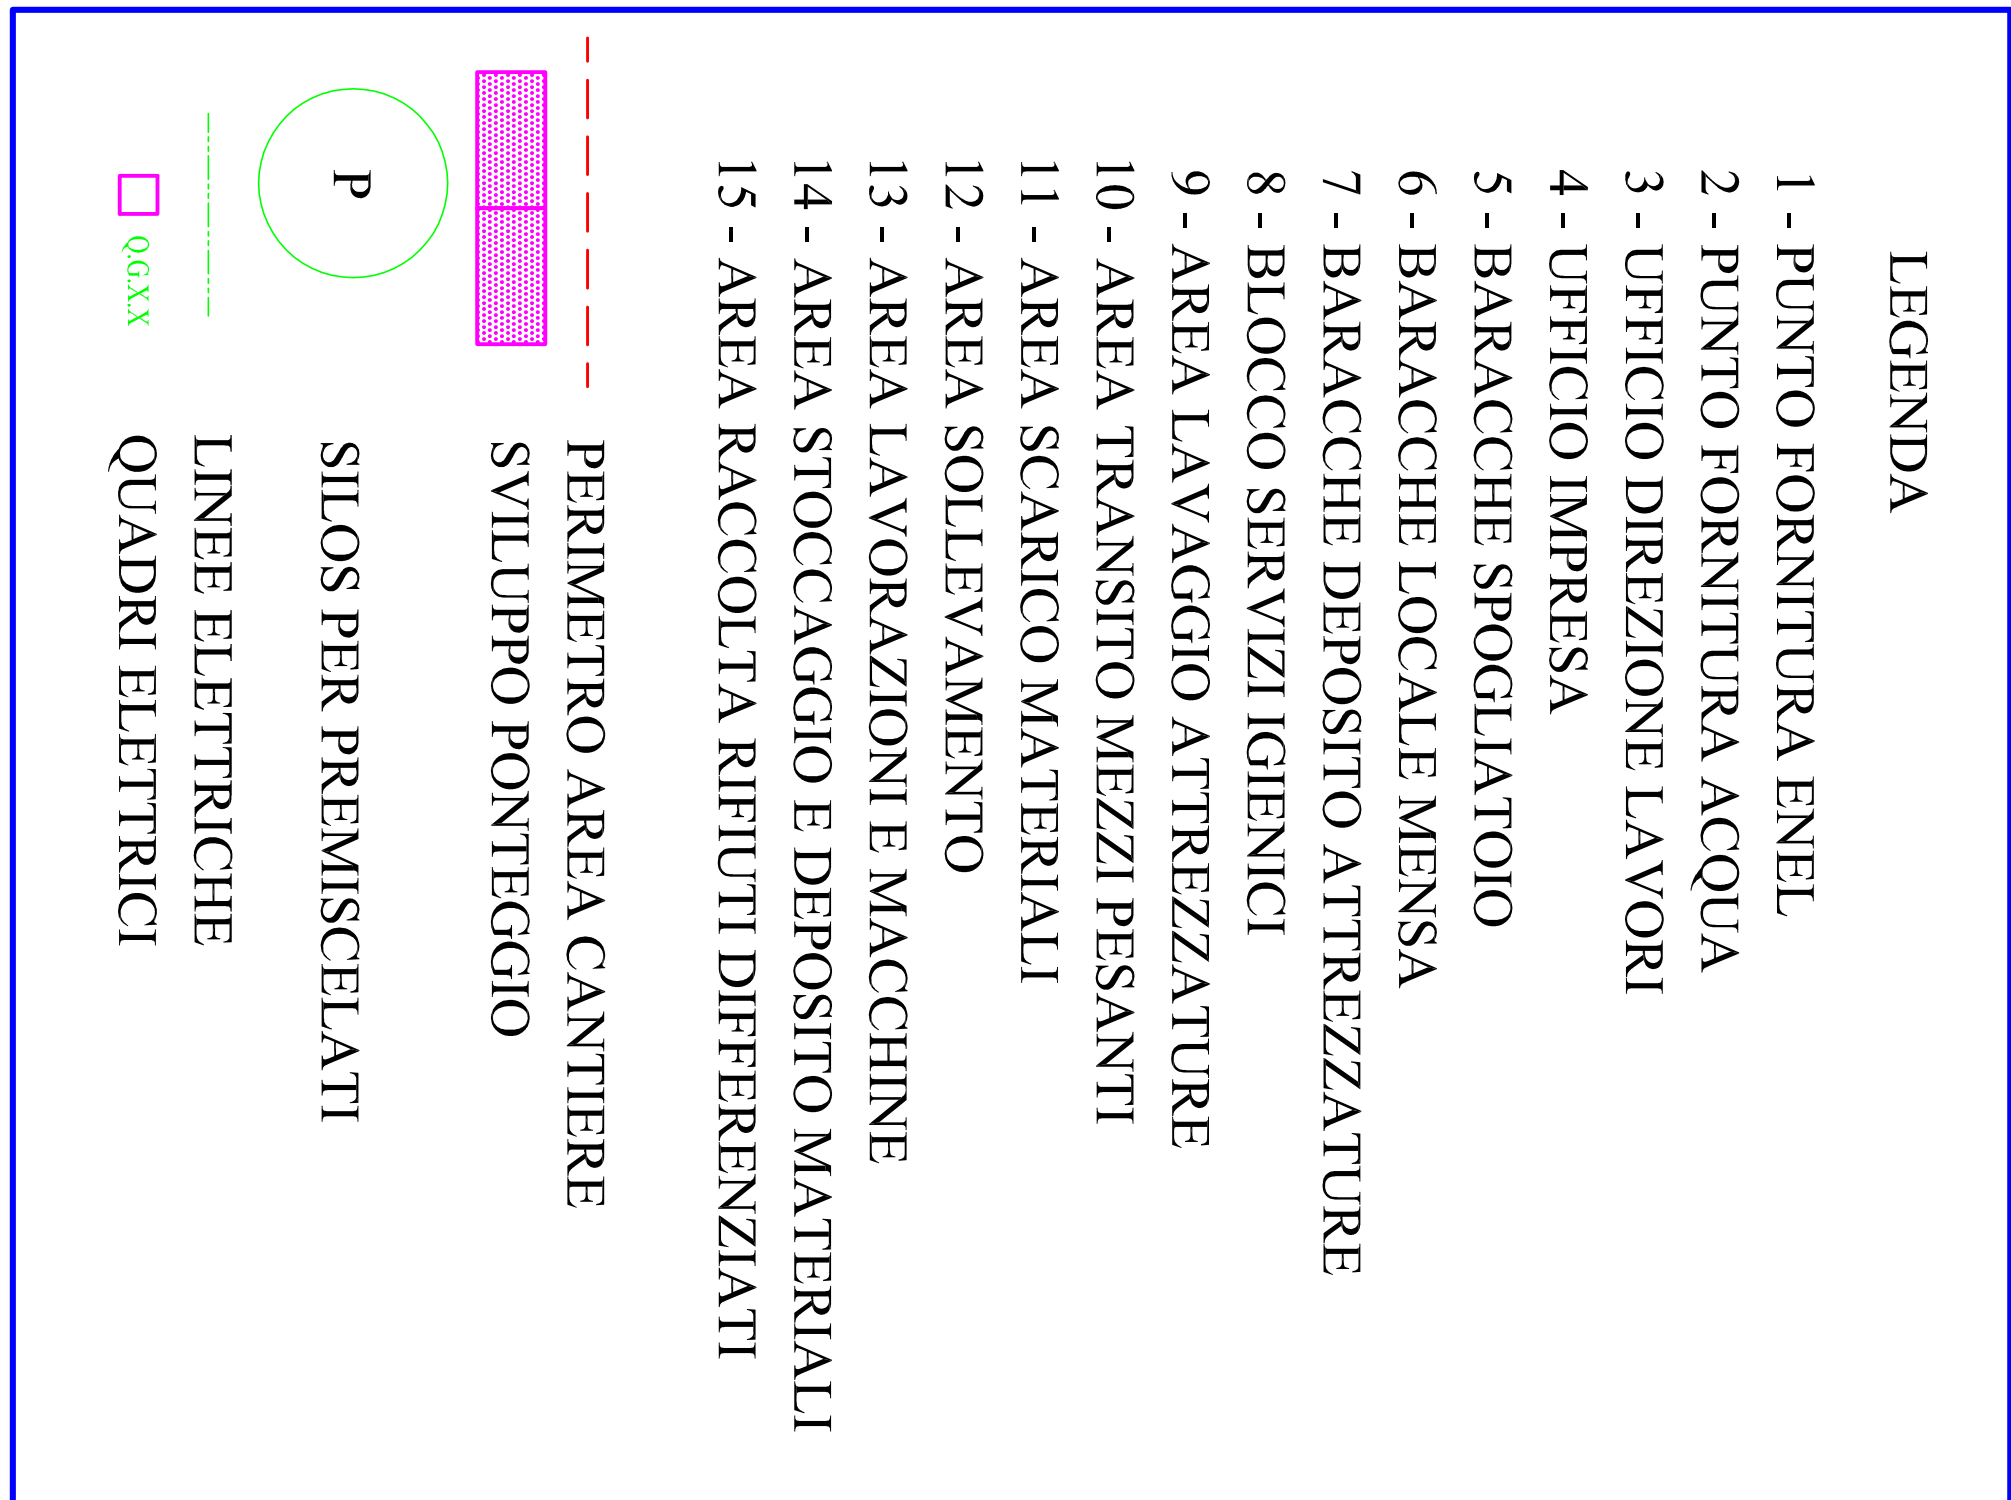 LEGENDA
1 - PUNTO FORNITURA ENEL
2 - PUNTO FORNITURA ACQUA
3 - UFFICIO DIREZIONE LAVORI
4 - UFFICIO IMPRESA
5 - BARACCHE SPOGLIATOIO
6 - BARACCHE LOCALE MENSA
7 - BARACCHE DEPOSITO ATTREZZATURE
8 - BLOCCO SERVIZI IGIENICI
9 - AREA LAVAGGIO ATTREZZATURE
10 - AREA TRANSITO MEZZI PESANTI
11 - AREA SCARICO MATERIALI
12 - AREA SOLLEVAMENTO
13 - AREA LAVORAZIONI E MACCHINE
14 - AREA STOCCAGGIO E DEPOSITO MATERIALI
15 - AREA RACCOLTA RIFIUTI DIFFERENZIATI
PERIMETRO AREA CANTIERE
SVILUPPO PONTEGGIO
P SILOS PER PREMISCELATI
LINEE ELETTRICHE
Q.G.X.X QUADRI ELETTRICI